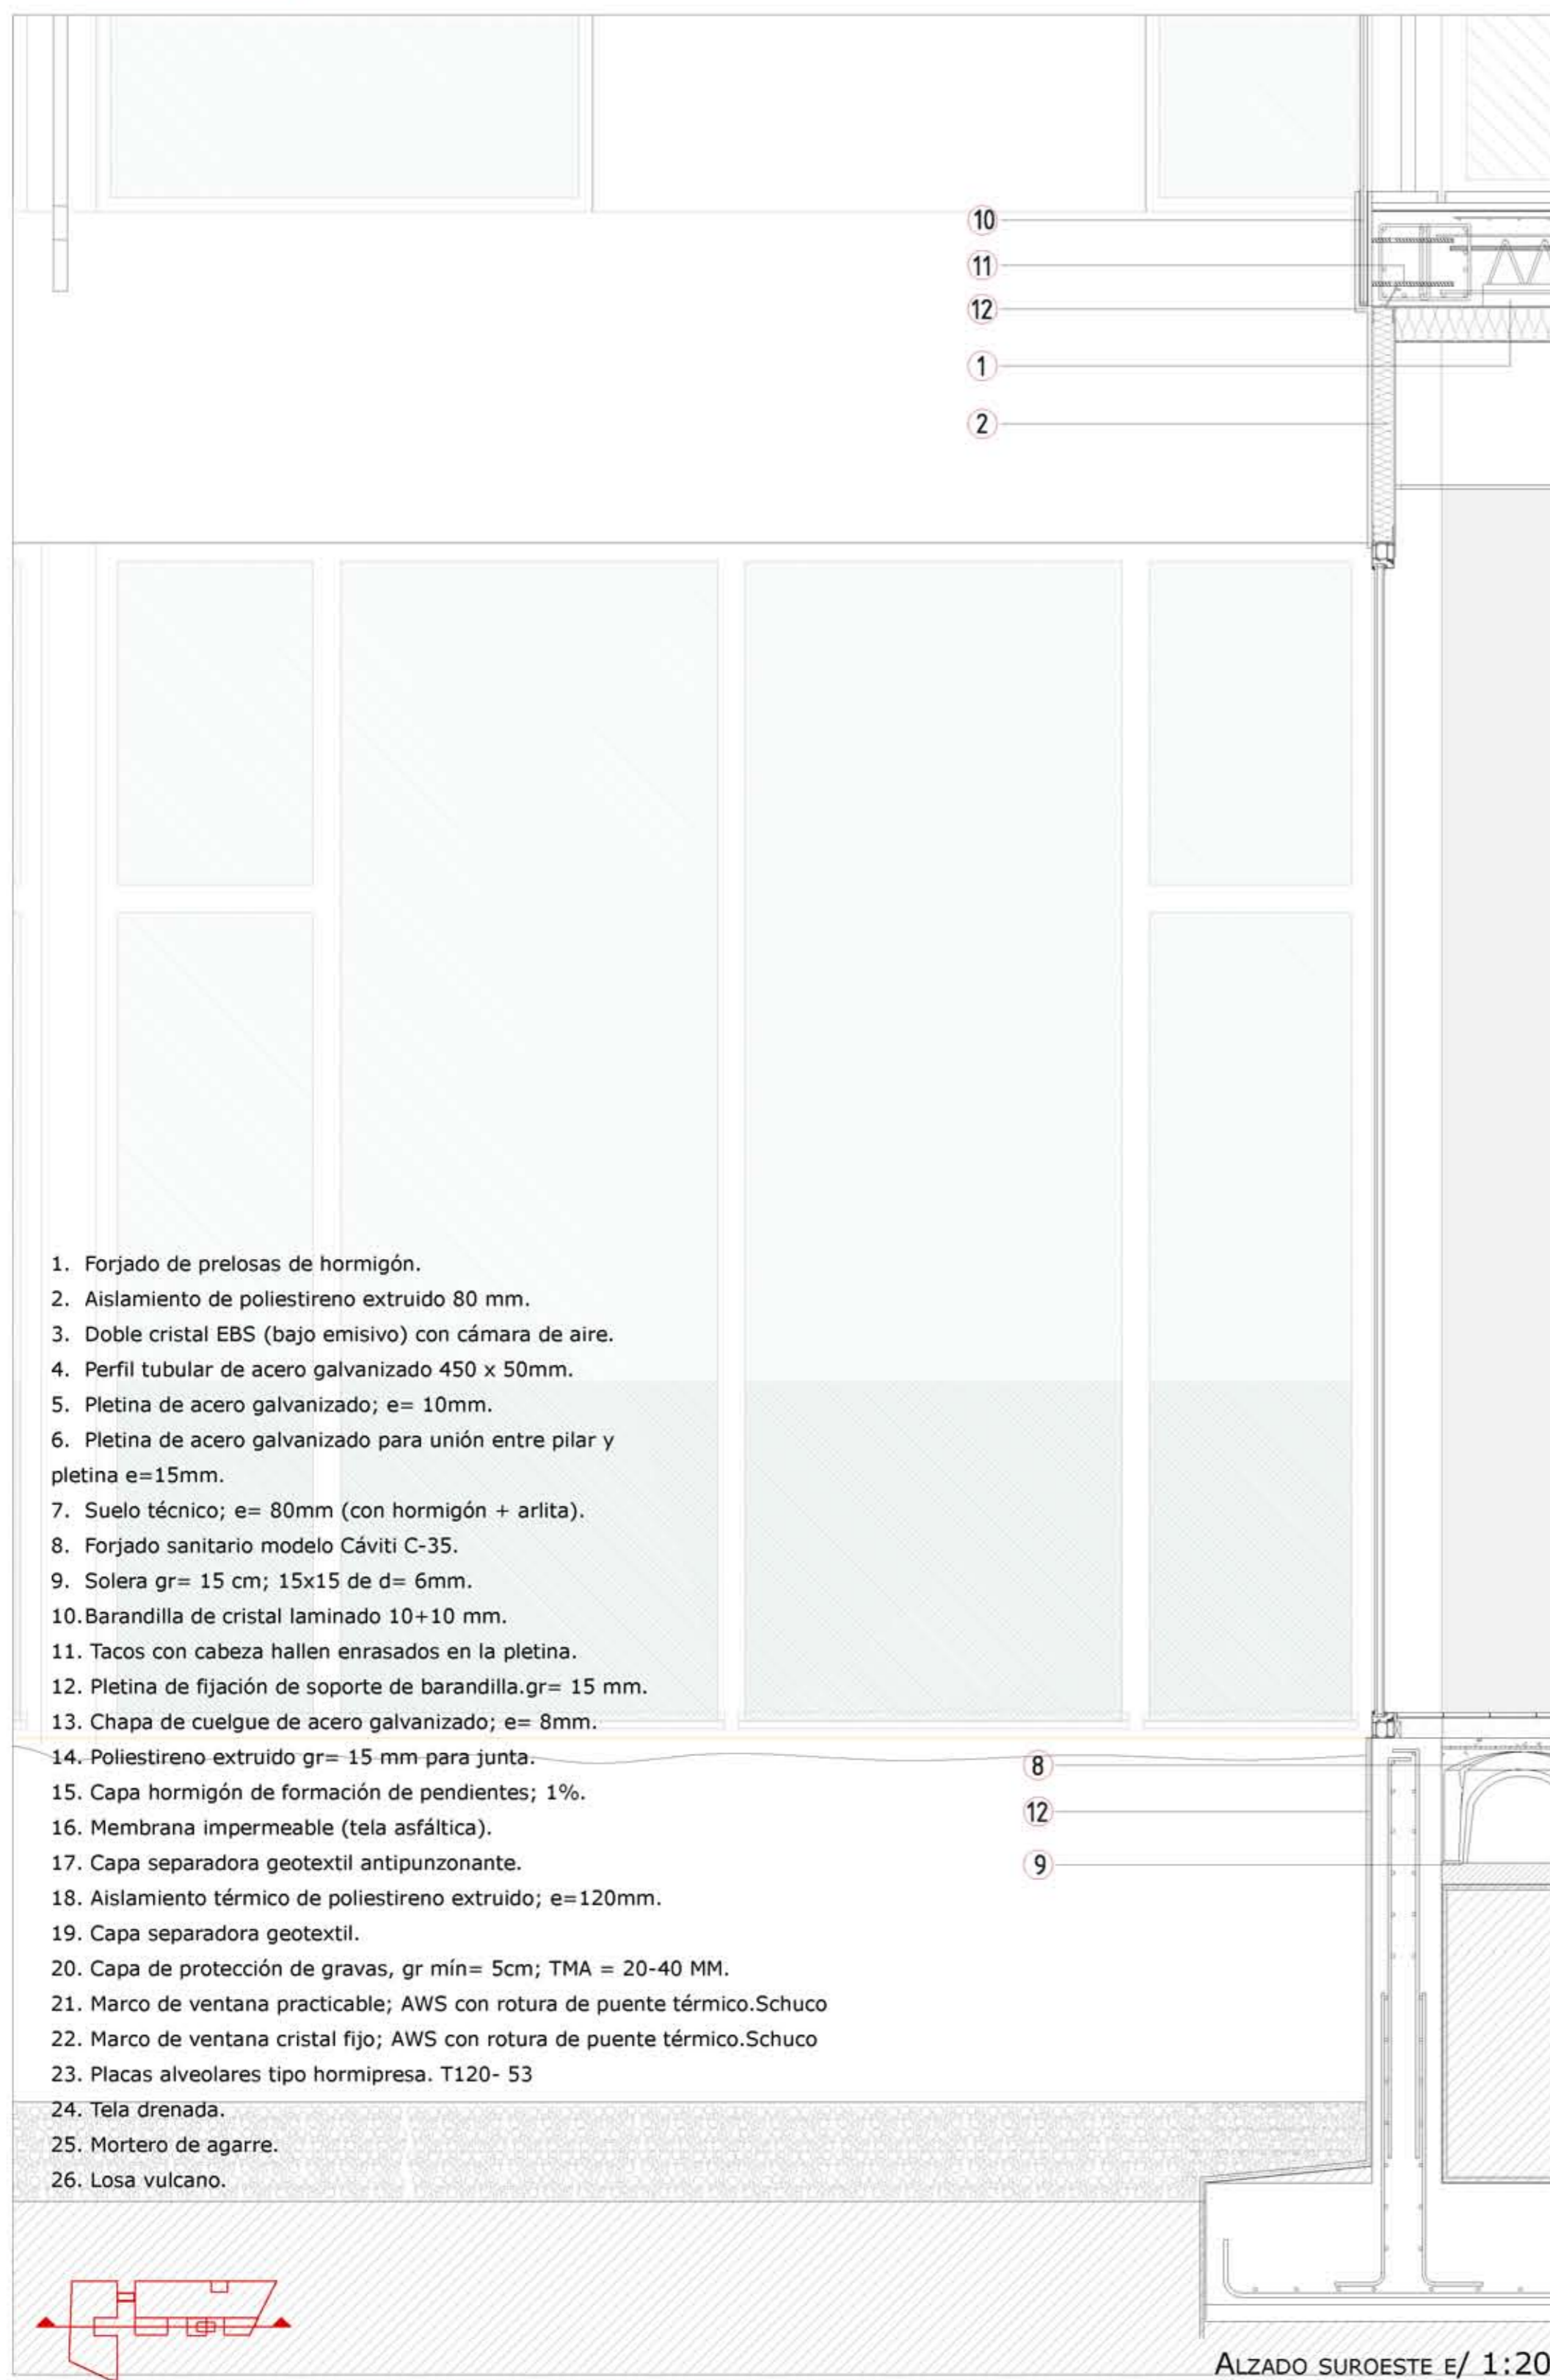 10
11
12
1
2
1. Forjado de prelosas de hormigón.
2. Aislamiento de poliestireno extruido 80 mm.
3. Doble cristal EBS (bajo emisivo) con cámara de aire.
4. Perfil tubular de acero galvanizado 450 x 50mm.
5. Pletina de acero galvanizado; e= 10mm.
6. Pletina de acero galvanizado para unión entre pilar y
pletina e=15mm.
7. Suelo técnico; e= 80mm (con hormigón + arlita).
8. Forjado sanitario modelo Cáviti C-35.
9. Solera gr= 15 cm; 15x15 de d= 6mm.
10.Barandilla de cristal laminado 10+10 mm.
11. Tacos con cabeza hallen enrasados en la pletina.
12. Pletina de fijación de soporte de barandilla.gr= 15 mm.
13. Chapa de cuelgue de acero galvanizado; e= 8mm.
14. Poliestireno extruido gr= 15 mm para junta.
15. Capa hormigón de formación de pendientes; 1%.
16. Membrana impermeable (tela asfáltica).
17. Capa separadora geotextil antipunzonante.
18. Aislamiento térmico de poliestireno extruido; e=120mm.
19. Capa separadora geotextil.
20. Capa de protección de gravas, gr mín= 5cm; TMA = 20-40 MM.
21. Marco de ventana practicable; AWS con rotura de puente térmico.Schuco
22. Marco de ventana cristal fijo; AWS con rotura de puente térmico.Schuco
23. Placas alveolares tipo hormipresa. T120- 53
24. Tela drenada.
25. Mortero de agarre.
26. Losa vulcano.
8
12
9
ALZADO SUROESTE E/ 1:20